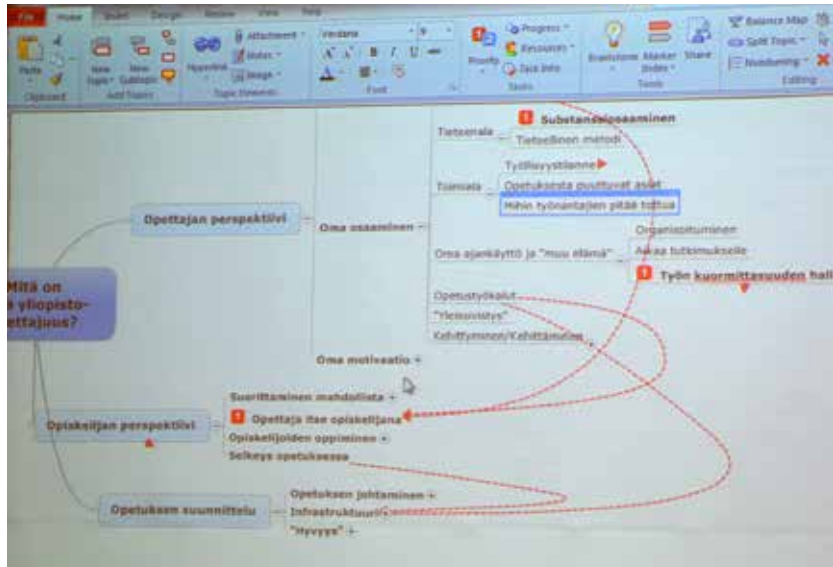 File Home Insert Design Review View Help
Paste
New Topic
New Subtopic
Hyperlink
Attachment
Notes
Image
Verdana
9
B I U
Priority
Progress
Resources
Task Info
Brainstorm
Marker Index
Share
Balance Map
Split Topic
Numbering
Clipboard
Add Topics
Topic Elements
Font
Tasks
Tools
Editing
Substanssiosaaminen
Tieteenala
Tieteellinen metodi
Työllisyystilanne
Toimiala
Opetuksesta puuttuvat asiat
Mihin työnantajien pitää tottua
Opettajan perspektiivi
Oma osaaminen
Organisoituminen
Oma ajankäyttö ja "muu elämä"
Aikaa tutkimukselle
Työn kuormittavuuden hall
Mitä on
yliopisto-
ettajuus?
Opetustyökalut
"Yleissivistys"
Kehittyminen/Kehittäminen
Oma motivaatio
Suorittaminen mahdollista
Opettaja itse opiskelijana
Opiskelijan perspektiivi
Opiskelijoiden oppiminen
Selkeys opetuksessa
Opetuksen johtaminen
Opetuksen suunnittelu
Infrastruktuuri
"Hyvyys"